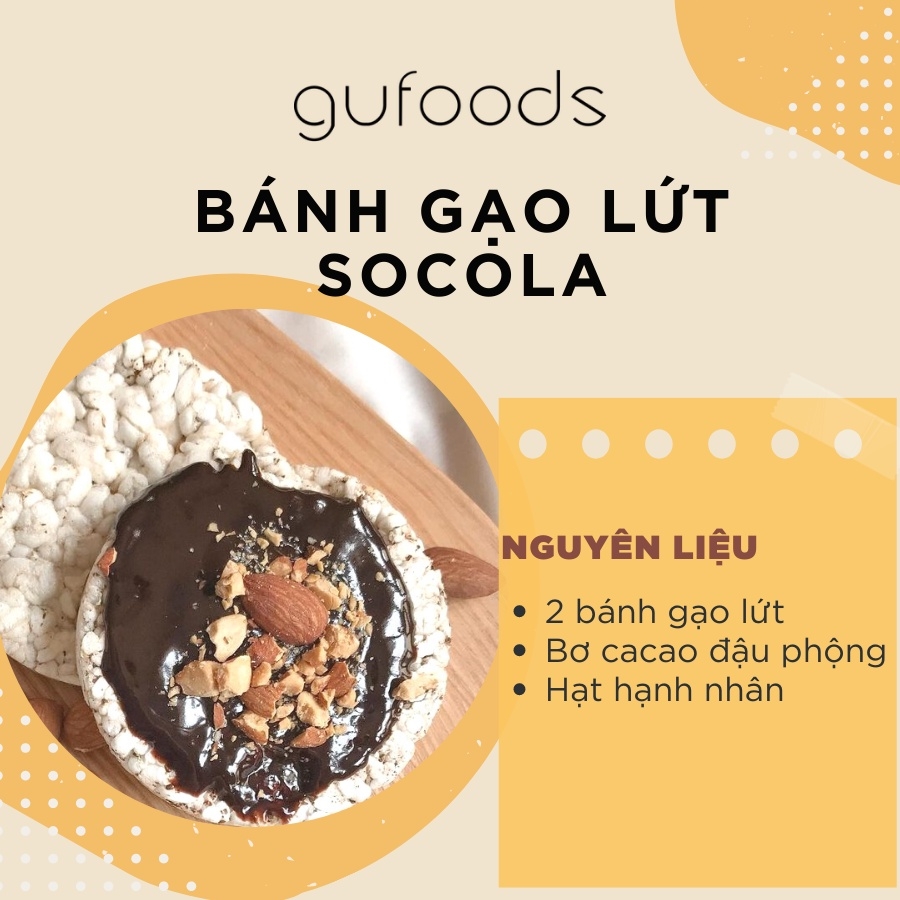 gufoods
BÁNH GẠO LỨT
SOCOLA
NGUYÊN LIỆU
• 2 bánh gạo lứt
• Bơ cacao đậu phộng
• Hạt hạnh nhân